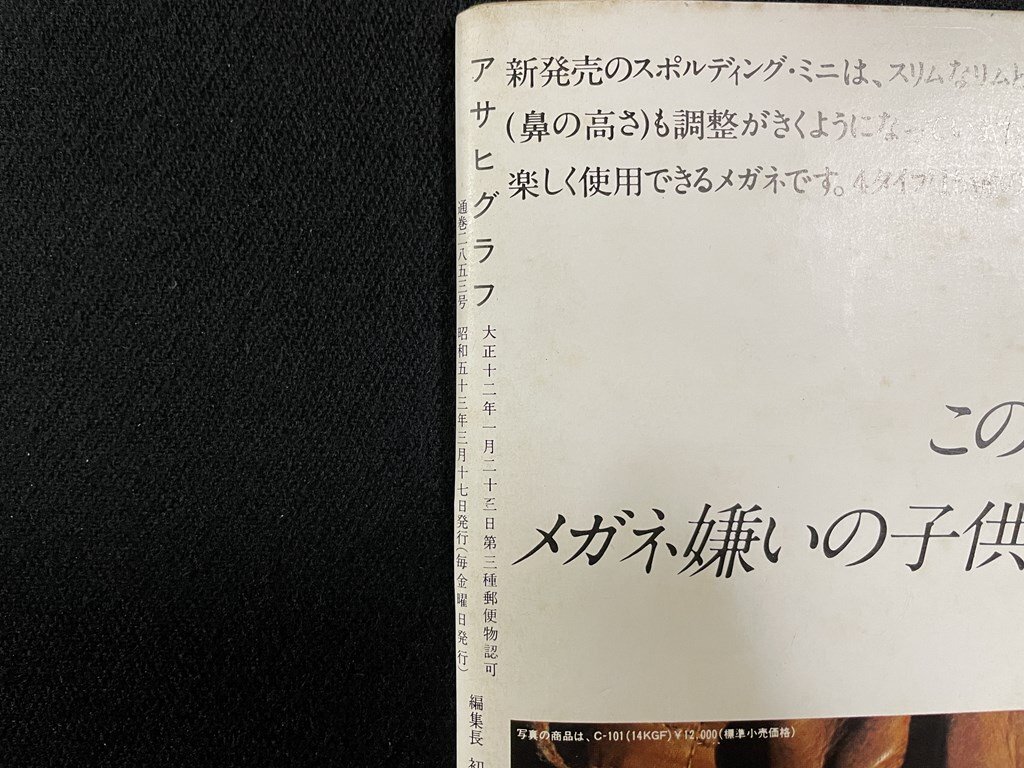 アサヒグラフ
通巻二八五三号 昭和五十三年三月十七日発行(毎金曜日発行)
大正十二年一月二十三日第三種郵便物認可
編集長 初
新発売のスポルディング・ミニは、スリムなリムと
(鼻の高さ)も調整がきくようにな
楽しく使用できるメガネです。4タイプ
この
メガネ嫌いの子供
写真の商品は、C-101(14KGF)¥12,000(標準小売価格)